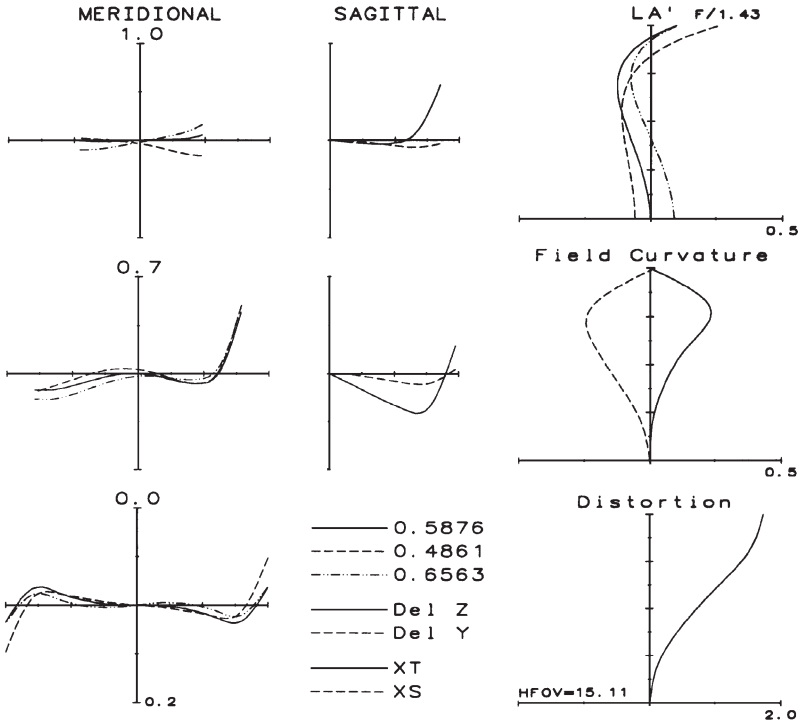 MERIDIONAL
SAGITTAL
LA' F/1.43
1.0
0.5
0.7
Field Curvature
0.5
0.0
0.2
0.5876
0.4861
0.6563
Del Z
Del Y
XT
XS
Distortion
HFOV=15.11
2.0